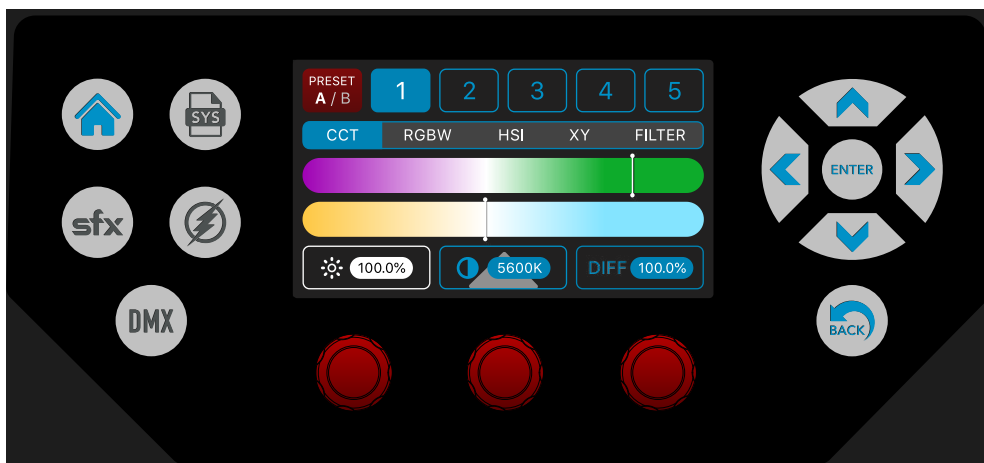 PRESET
A / B
1
2
3
4
5
CCT
RGBW
HSI
XY
FILTER
100.0%
5600K
DIFF 100.0%
SYS
sfx
DMX
ENTER
BACK